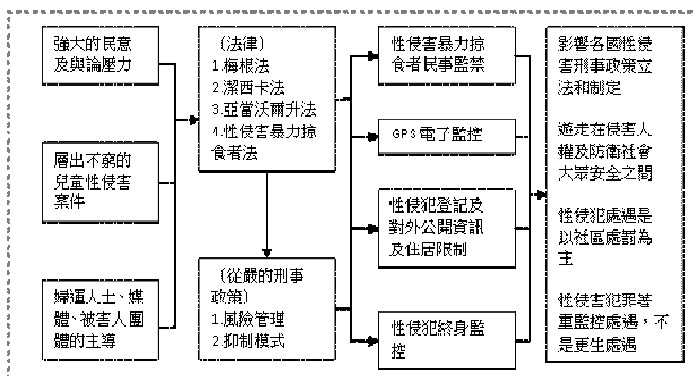 強大的民意
及與論壓力
層出不窮的
兒童性侵害
案件
婦運人士、媒
體、被害人團
體的主導
（法律）
1.梅根法
2.潔西卡法
3.亞當沃爾升法
4.性侵害暴力掠
食者法
（從嚴的刑事
政策）
1.風險管理
2.抑制模式
性侵害暴力掠
食者民事監禁
GPS電子監控
性侵犯登記及
對外公開資訊
及住居限制
性侵犯終身監
控
影響各國性侵
害刑事政策立
法和制定
遊走在侵害人
權及防衛社會
大眾安全之間
性侵犯處遇是
以社區處罰為
主
性侵害犯罪著
重監控處遇，不
是更生處遇